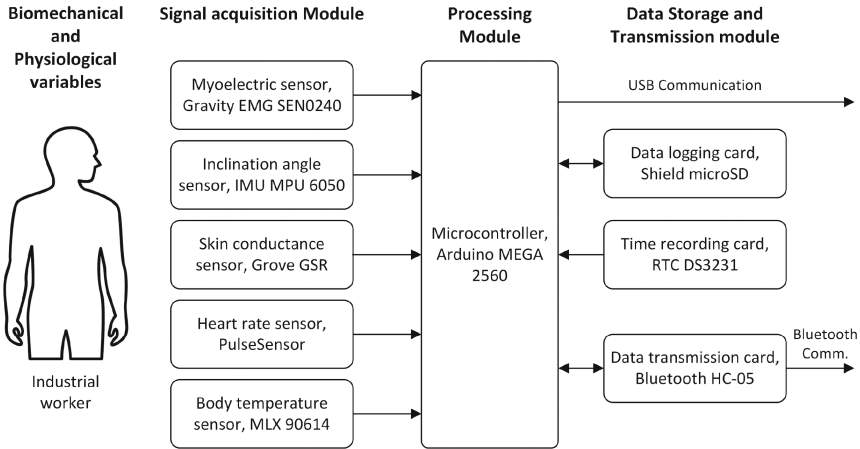 Biomechanical
and
Physiological
variables
Industrial
worker
Signal acquisition Module
Myoelectric sensor,
Gravity EMG SEN0240
Inclination angle
sensor, IMU MPU 6050
Skin conductance
sensor, Grove GSR
Heart rate sensor,
PulseSensor
Body temperature
sensor, MLX 90614
Processing
Module
Microcontroller,
Arduino MEGA
2560
Data Storage and
Transmission module
USB Communication
Data logging card,
Shield microSD
Time recording card,
RTC DS3231
Data transmission card,
Bluetooth HC-05
Bluetooth
Comm.